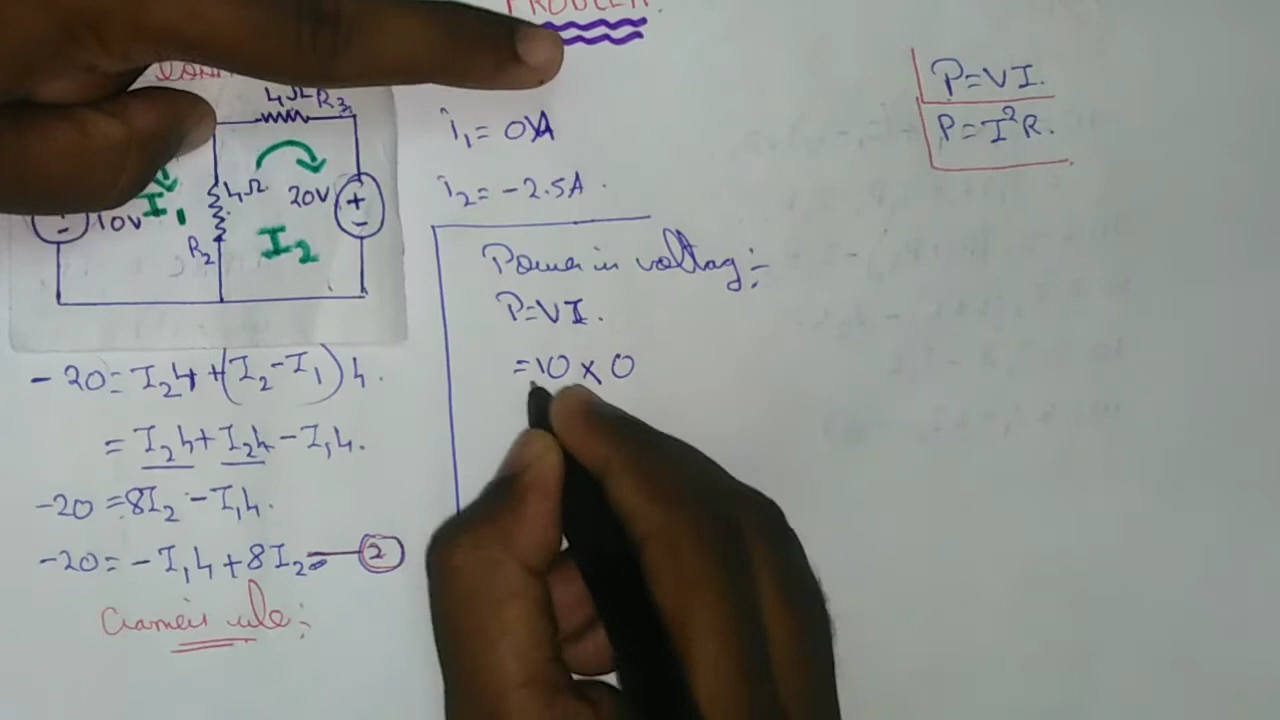 PROBLEM.
4Ω R3
i1 = 0A
i2 = -2.5A.
P=VI.
P=I²R.
10V
I1
4Ω
R2
20V
+
-
I2
Power in voltag:-
P=VI.
=10 × 0
-20 = I2 4 + (I2 - I1) 4.
= I2 4 + I2 4 - I1 4.
-20 = 8I2 - I1 4.
-20 = - I1 4 + 8I2 2
Cramer's rule:-